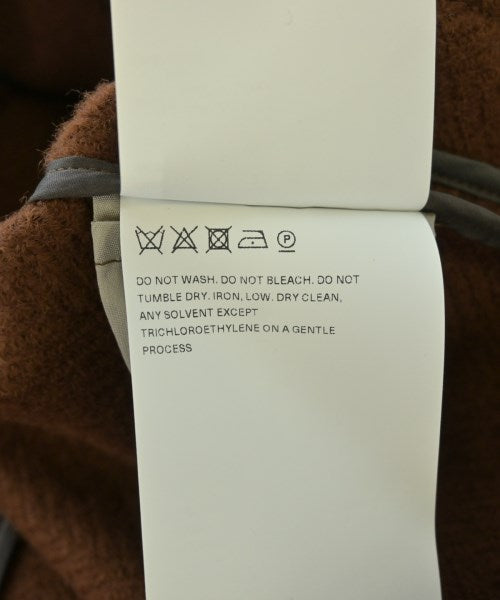 P
DO NOT WASH. DO NOT BLEACH. DO NOT
TUMBLE DRY. IRON, LOW. DRY CLEAN,
ANY SOLVENT EXCEPT
TRICHLOROETHYLENE ON A GENTLE
PROCESS